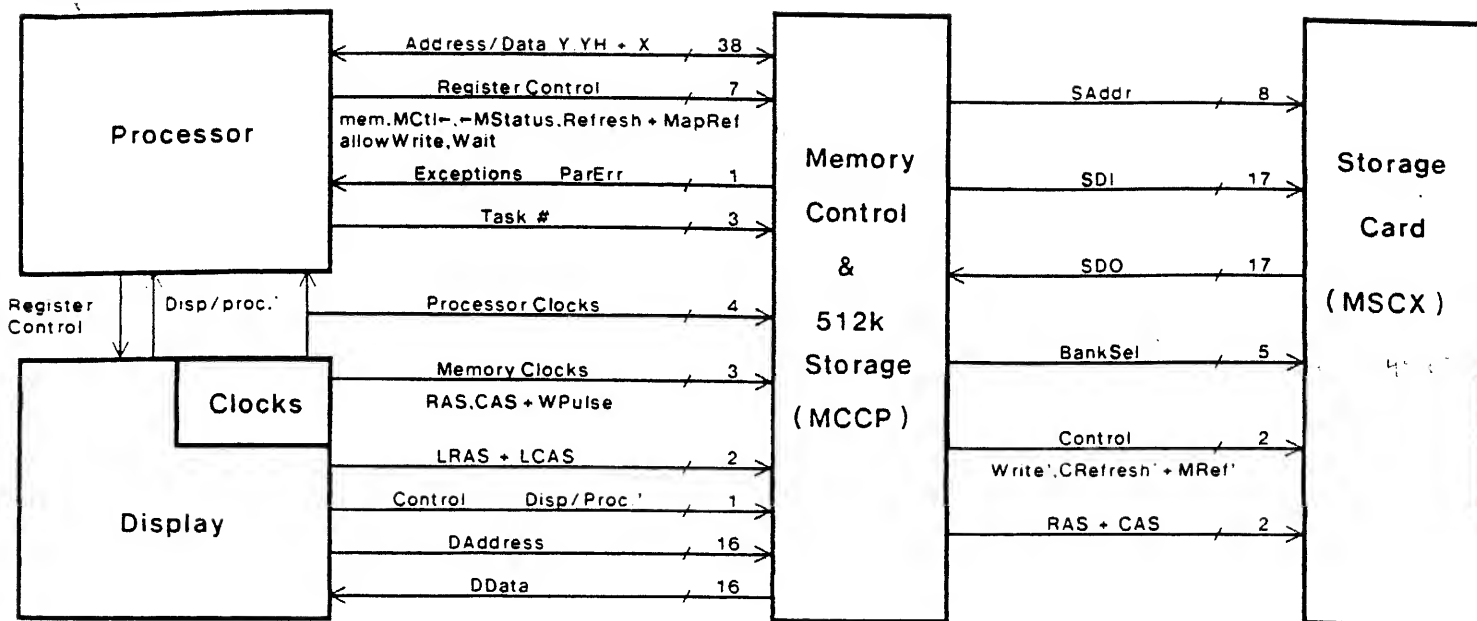 Processor
Address/Data Y.YH + X 38
Register Control 7
mem.MCtl←.←MStatus.Refresh + MapRef
allowWrite.Wait
Exceptions ParErr 1
Task # 3
Register
Control
Disp/proc.'
Processor Clocks 4
Clocks
Memory Clocks 3
RAS.CAS + WPulse
LRAS + LCAS 2
Control Disp/Proc.' 1
Display
DAddress 16
DData 16
Memory
Control
&
512k
Storage
(MCCP)
SAddr 8
SDI 17
SDO 17
BankSel 5
Control 2
Write'.CRefresh' + MRef'
RAS + CAS 2
Storage
Card
(MSCX)